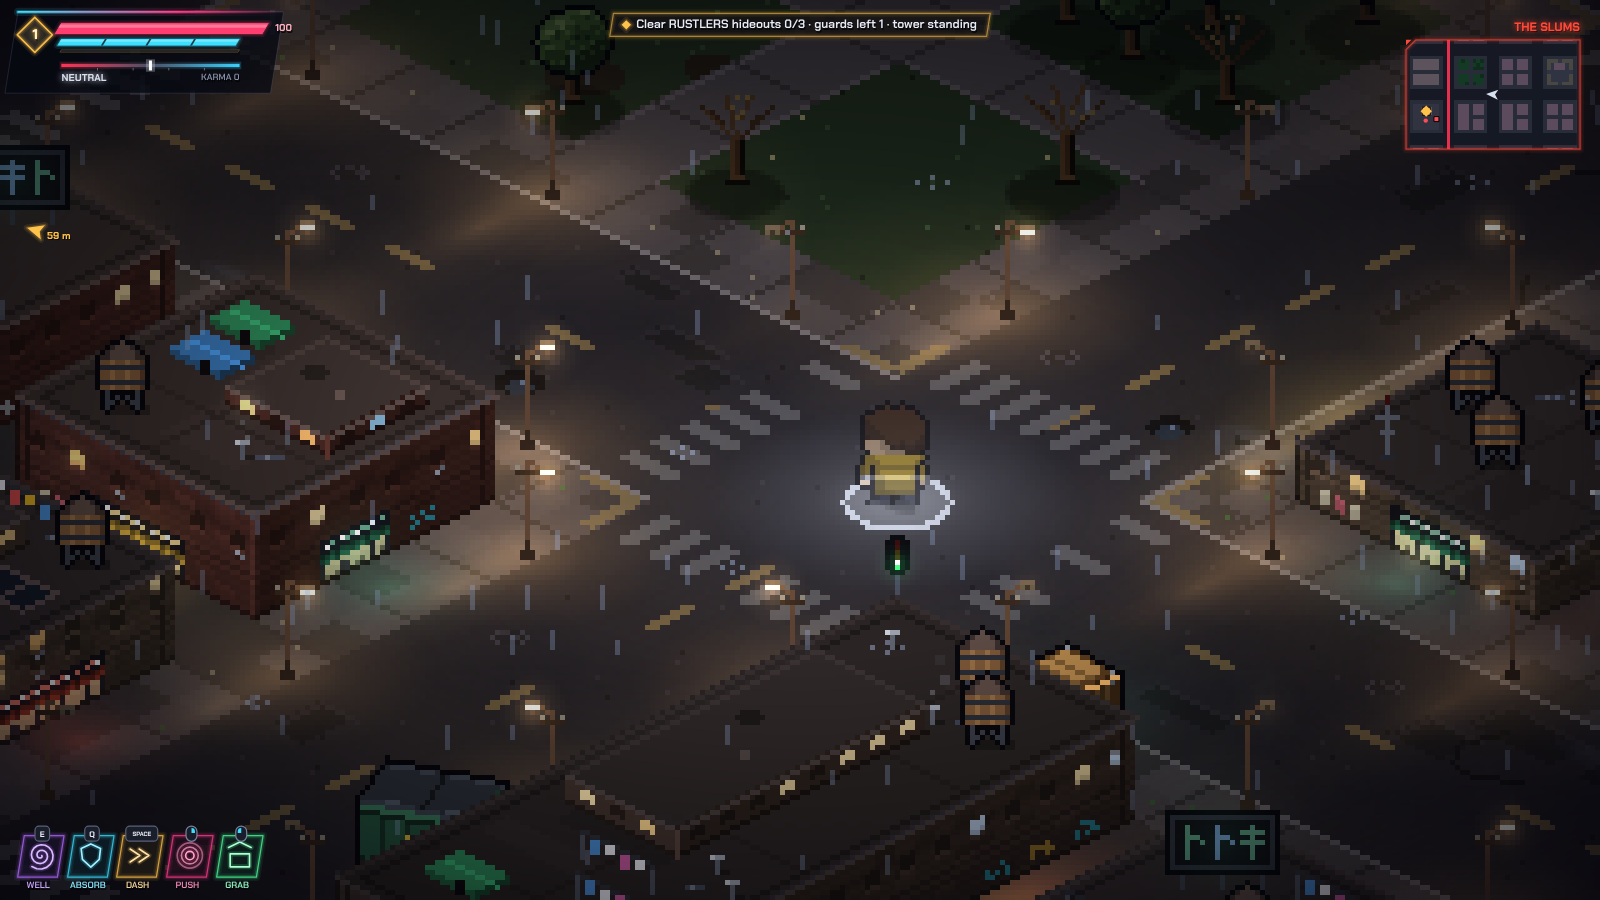 1
100
NEUTRAL
KARMA 0
Clear RUSTLERS hideouts 0/3 · guards left 1 · tower standing
THE SLUMS
59 m
E
Q
SPACE
WELL
ABSORB
DASH
PUSH
GRAB